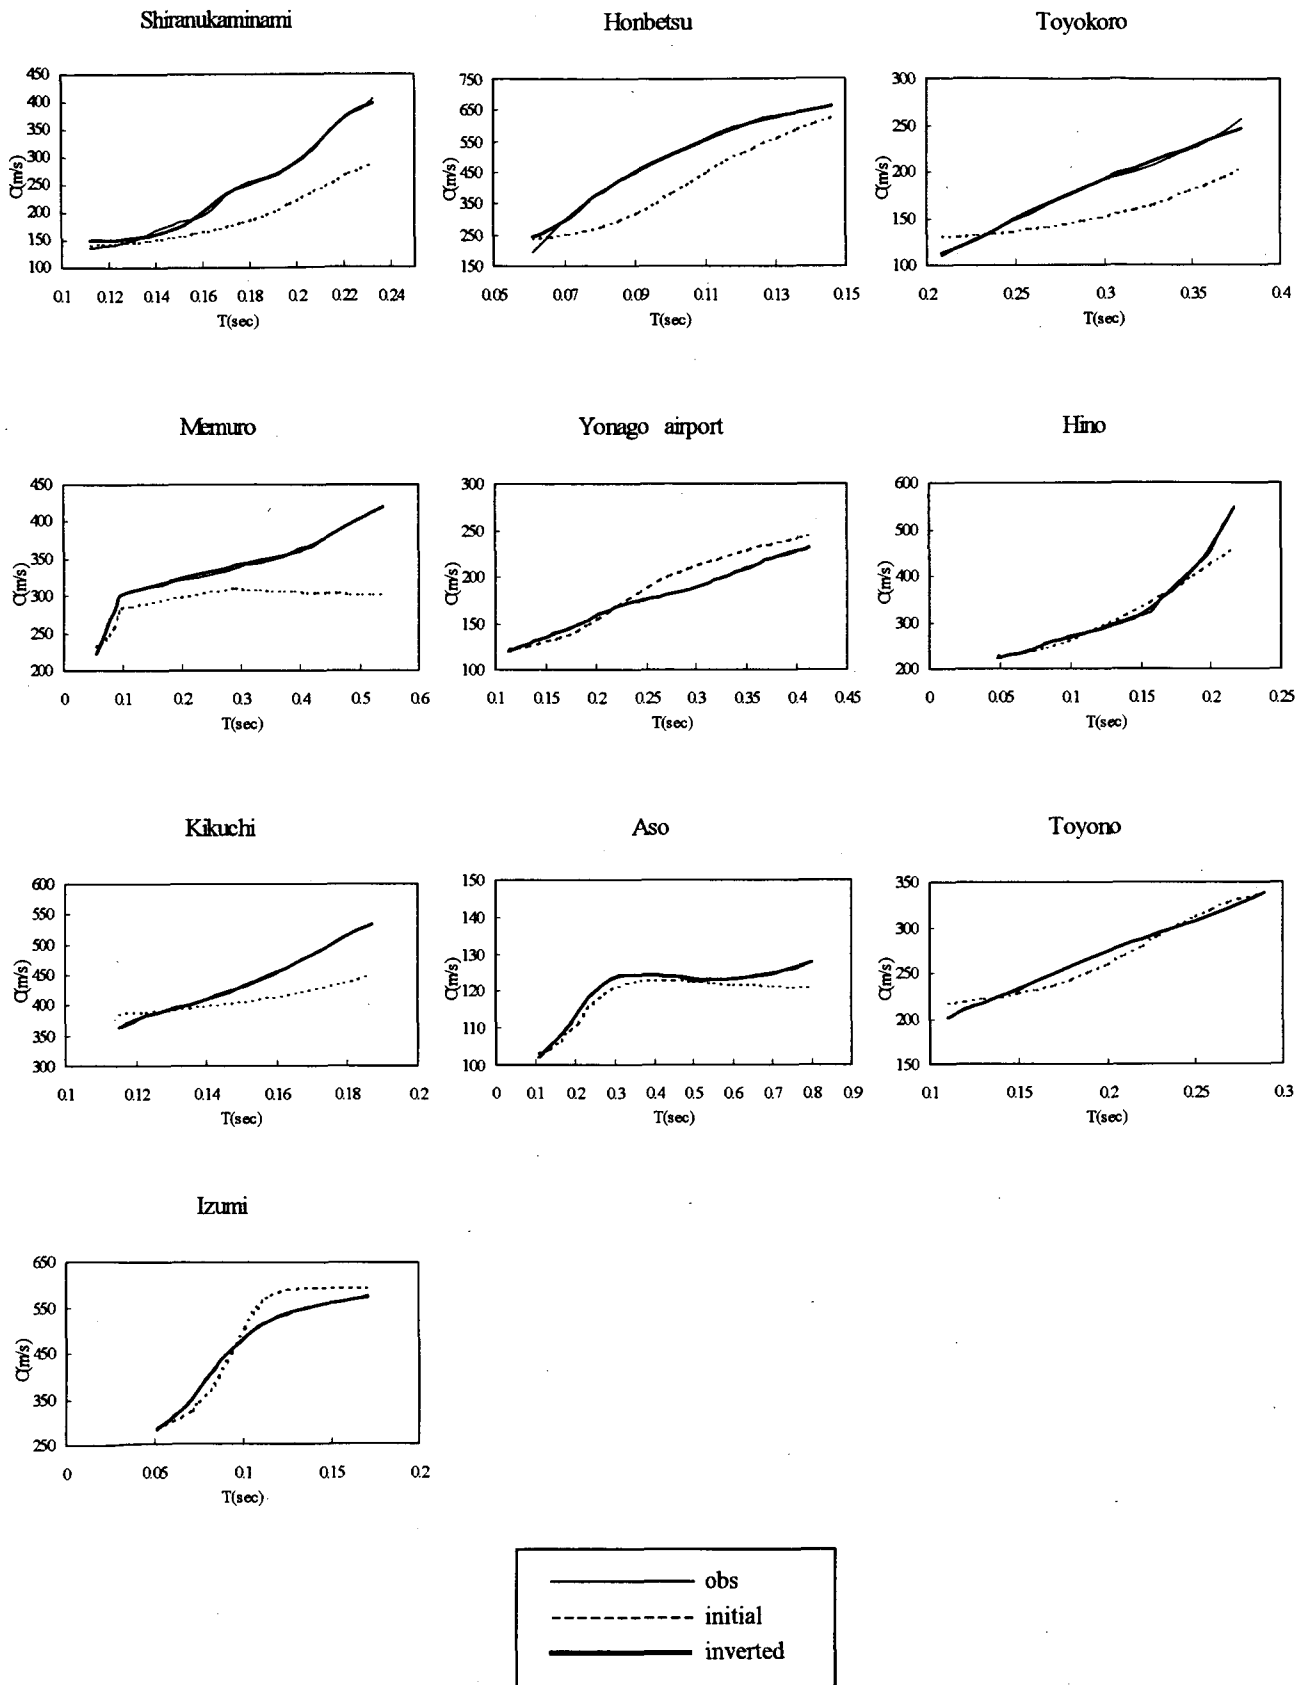 Shiranukaminami
Honbetsu
Toyokoro
450
400
350
300
250
200
150
100
C(m/s)
0.1 0.12 0.14 0.16 0.18 0.2 0.22 0.24
T(sec)
750
650
550
450
350
250
150
C(m/s)
0.05 0.07 0.09 0.11 0.13 0.15
T(sec)
300
250
200
150
100
C(m/s)
0.2 0.25 0.3 0.35 0.4
T(sec)
Memuro
Yonago airport
Hino
450
400
350
300
250
200
C(m/s)
0 0.1 0.2 0.3 0.4 0.5 0.6
T(sec)
300
250
200
150
100
C(m/s)
0.1 0.15 0.2 0.25 0.3 0.35 0.4 0.45
T(sec)
600
500
400
300
200
C(m/s)
0 0.05 0.1 0.15 0.2 0.25
T(sec)
Kikuchi
Aso
Toyono
600
550
500
450
400
350
300
C(m/s)
0.1 0.12 0.14 0.16 0.18 0.2
T(sec)
150
140
130
120
110
100
C(m/s)
0 0.1 0.2 0.3 0.4 0.5 0.6 0.7 0.8 0.9
T(sec)
350
300
250
200
150
C(m/s)
0.1 0.15 0.2 0.25 0.3
T(sec)
Izumi
650
550
450
350
250
C(m/s)
0 0.05 0.1 0.15 0.2
T(sec)
obs
initial
inverted